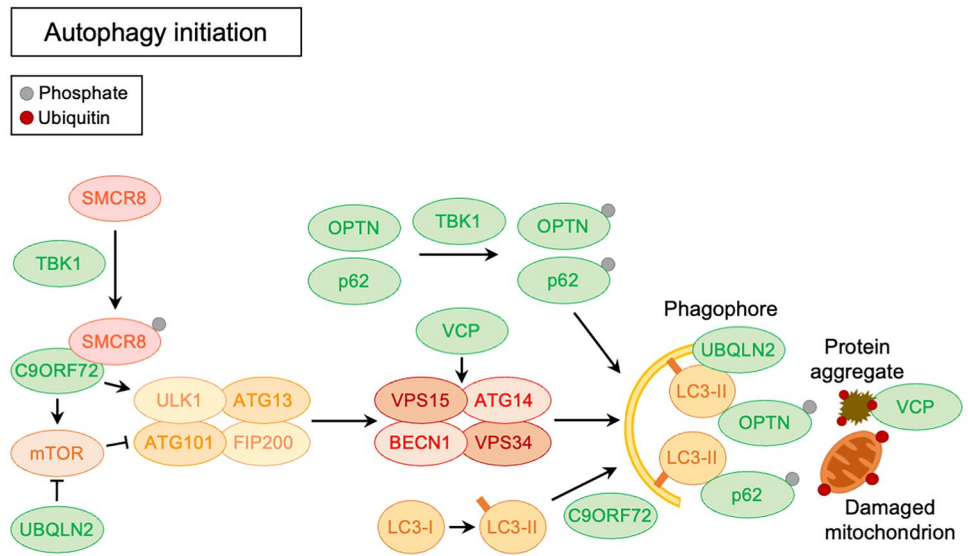 Autophagy initiation
Phosphate
Ubiquitin
SMCR8
TBK1
SMCR8
C9ORF72
mTOR
UBQLN2
ULK1
ATG13
ATG101
FIP200
OPTN
p62
TBK1
OPTN
p62
VCP
VPS15
ATG14
BECN1
VPS34
LC3-I
LC3-II
C9ORF72
Phagophore
UBQLN2
LC3-II
OPTN
LC3-II
p62
Protein
aggregate
VCP
Damaged
mitochondrion